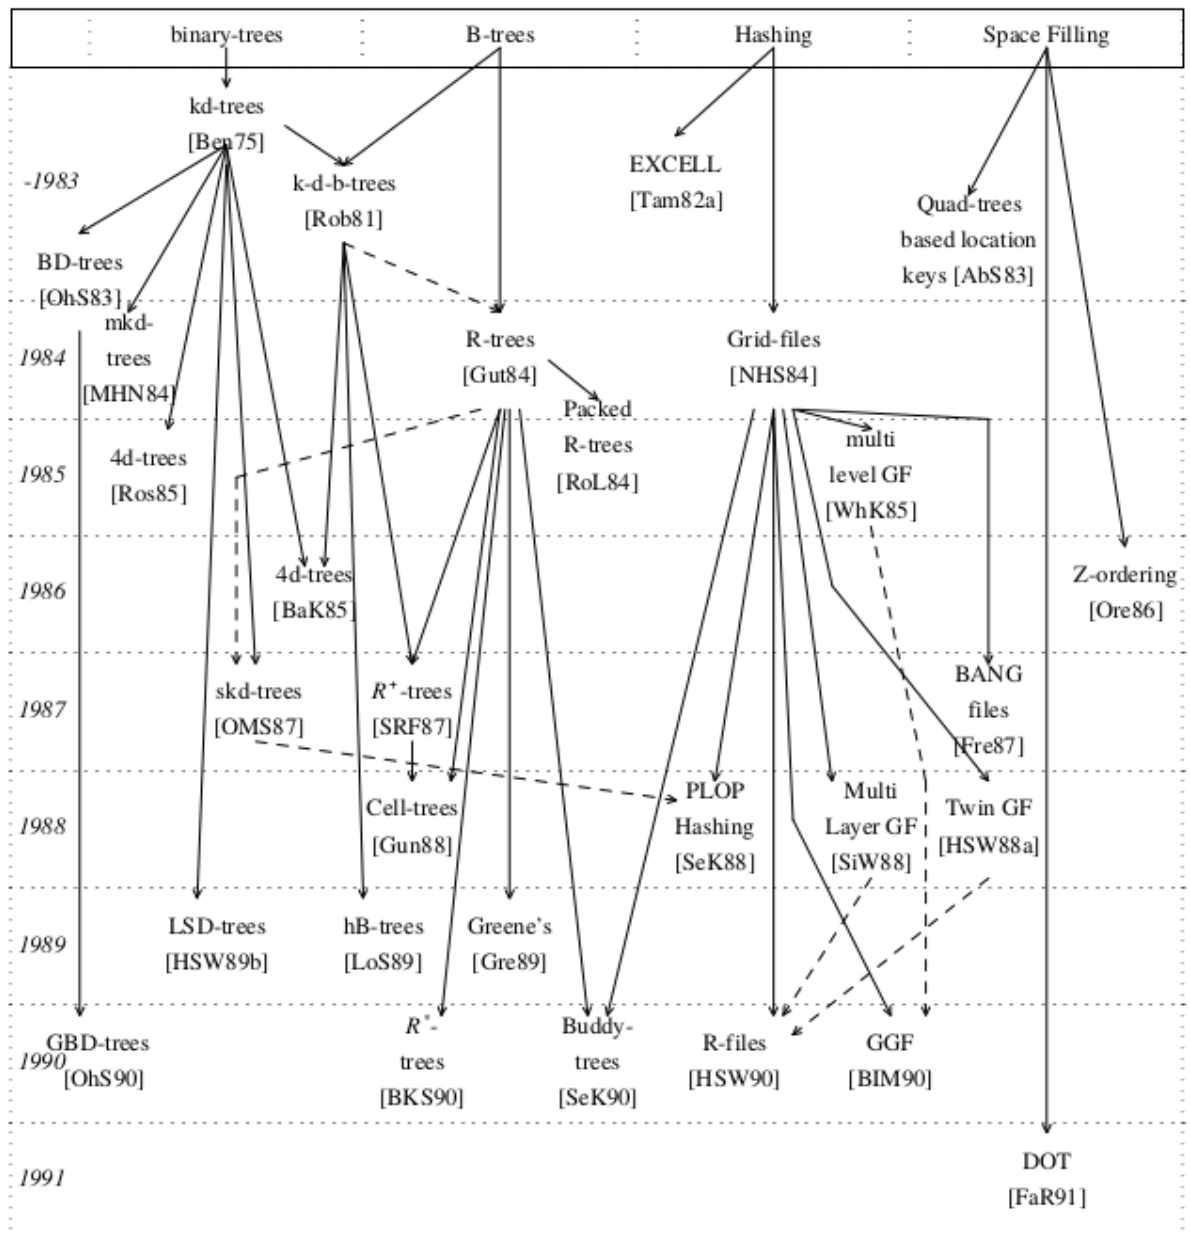 binary-trees
B-trees
Hashing
Space Filling
-1983
kd-trees
[Ben75]
k-d-b-trees
[Rob81]
EXCELL
[Tam82a]
Quad-trees
based location
keys [AbS83]
BD-trees
[OhS83]
1984
mkd-
trees
[MHN84]
R-trees
[Gut84]
Packed
R-trees
[RoL84]
Grid-files
[NHS84]
1985
4d-trees
[Ros85]
multi
level GF
[WhK85]
1986
4d-trees
[BaK85]
Z-ordering
[Ore86]
1987
skd-trees
[OMS87]
R+-trees
[SRF87]
BANG
files
[Fre87]
1988
Cell-trees
[Gun88]
PLOP
Hashing
[SeK88]
Multi
Layer GF
[SiW88]
Twin GF
[HSW88a]
1989
LSD-trees
[HSW89b]
hB-trees
[LoS89]
Greene's
[Gre89]
1990
GBD-trees
[OhS90]
R*-
trees
[BKS90]
Buddy-
trees
[SeK90]
R-files
[HSW90]
GGF
[BIM90]
1991
DOT
[FaR91]